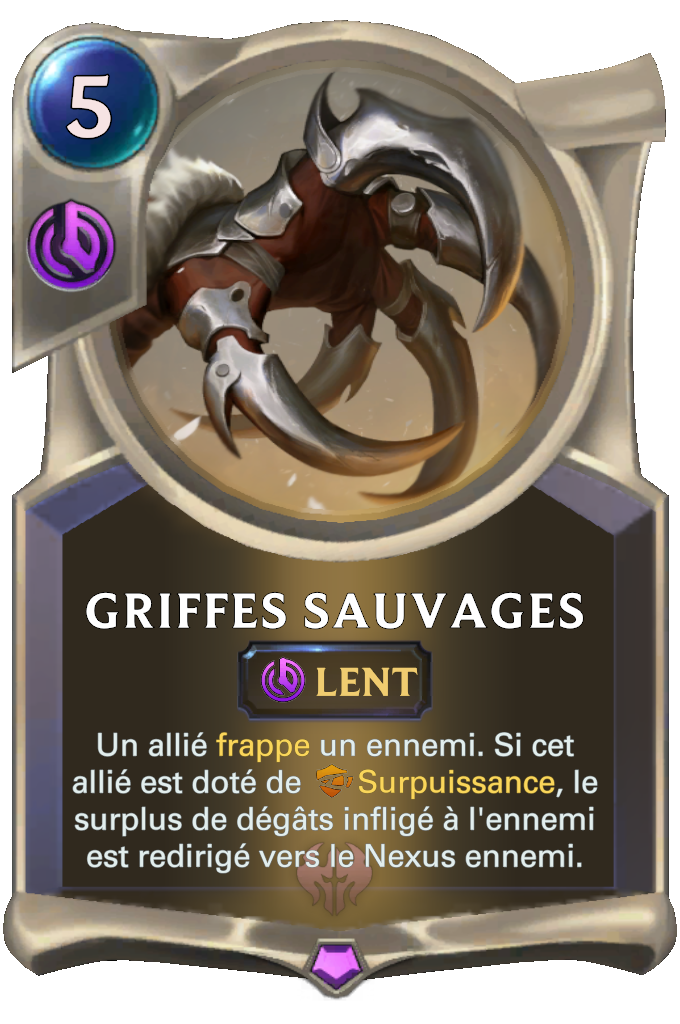 5
GRIFFES SAUVAGES
LENT
Un allié frappe un ennemi. Si cet
allié est doté de Surpuissance, le
surplus de dégâts infligé à l'ennemi
est redirigé vers le Nexus ennemi.